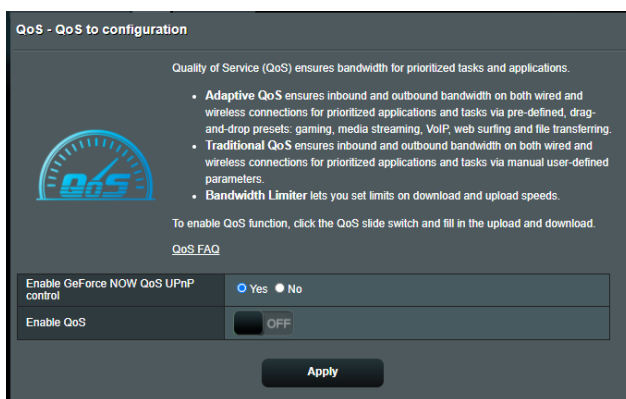 QoS - QoS to configuration
Quality of Service (QoS) ensures bandwidth for prioritized tasks and applications.
• Adaptive QoS ensures inbound and outbound bandwidth on both wired and
wireless connections for prioritized applications and tasks via pre-defined, drag-
and-drop presets: gaming, media streaming, VoIP, web surfing and file transferring.
• Traditional QoS ensures inbound and outbound bandwidth on both wired and
wireless connections for prioritized applications and tasks via manual user-defined
parameters.
• Bandwidth Limiter lets you set limits on download and upload speeds.
QoS
To enable QoS function, click the QoS slide switch and fill in the upload and download.
QoS FAQ
Enable GeForce NOW QoS UPnP
control
Yes No
Enable QoS
OFF
Apply